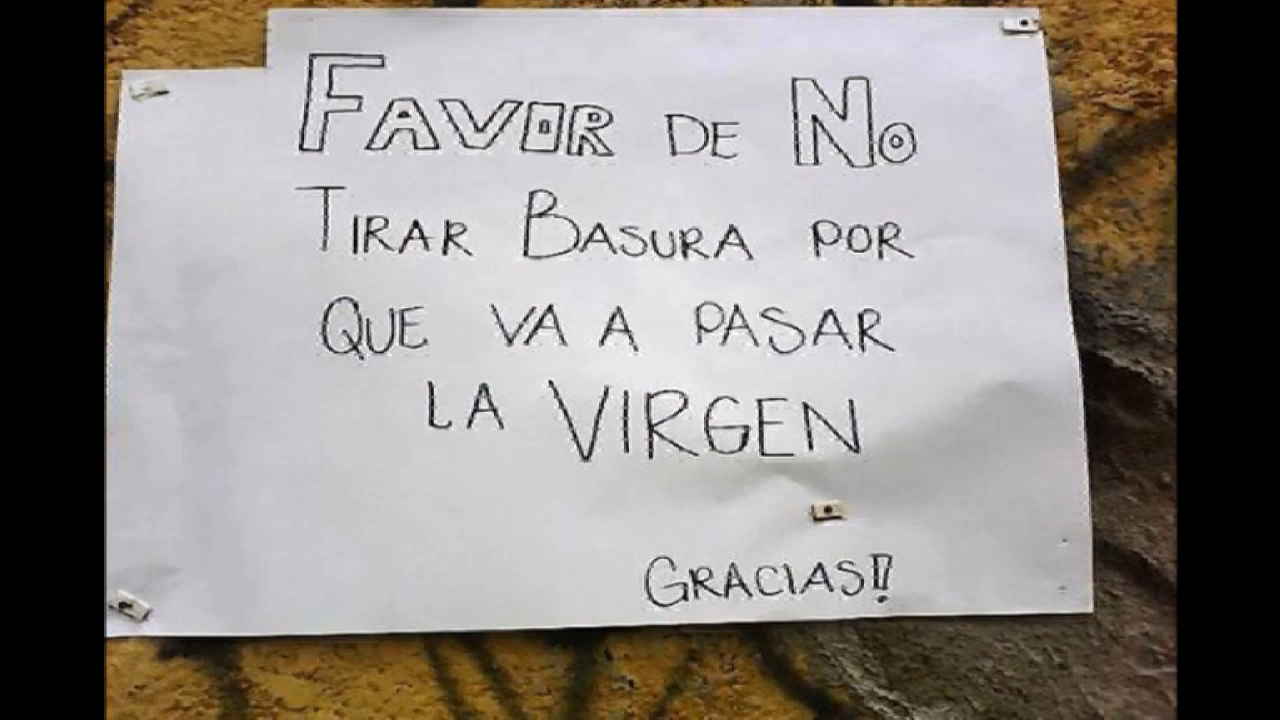 FAVOR DE NO
TIRAR BASURA POR
QUE VA A PASAR
LA VIRGEN
GRACIAS!!